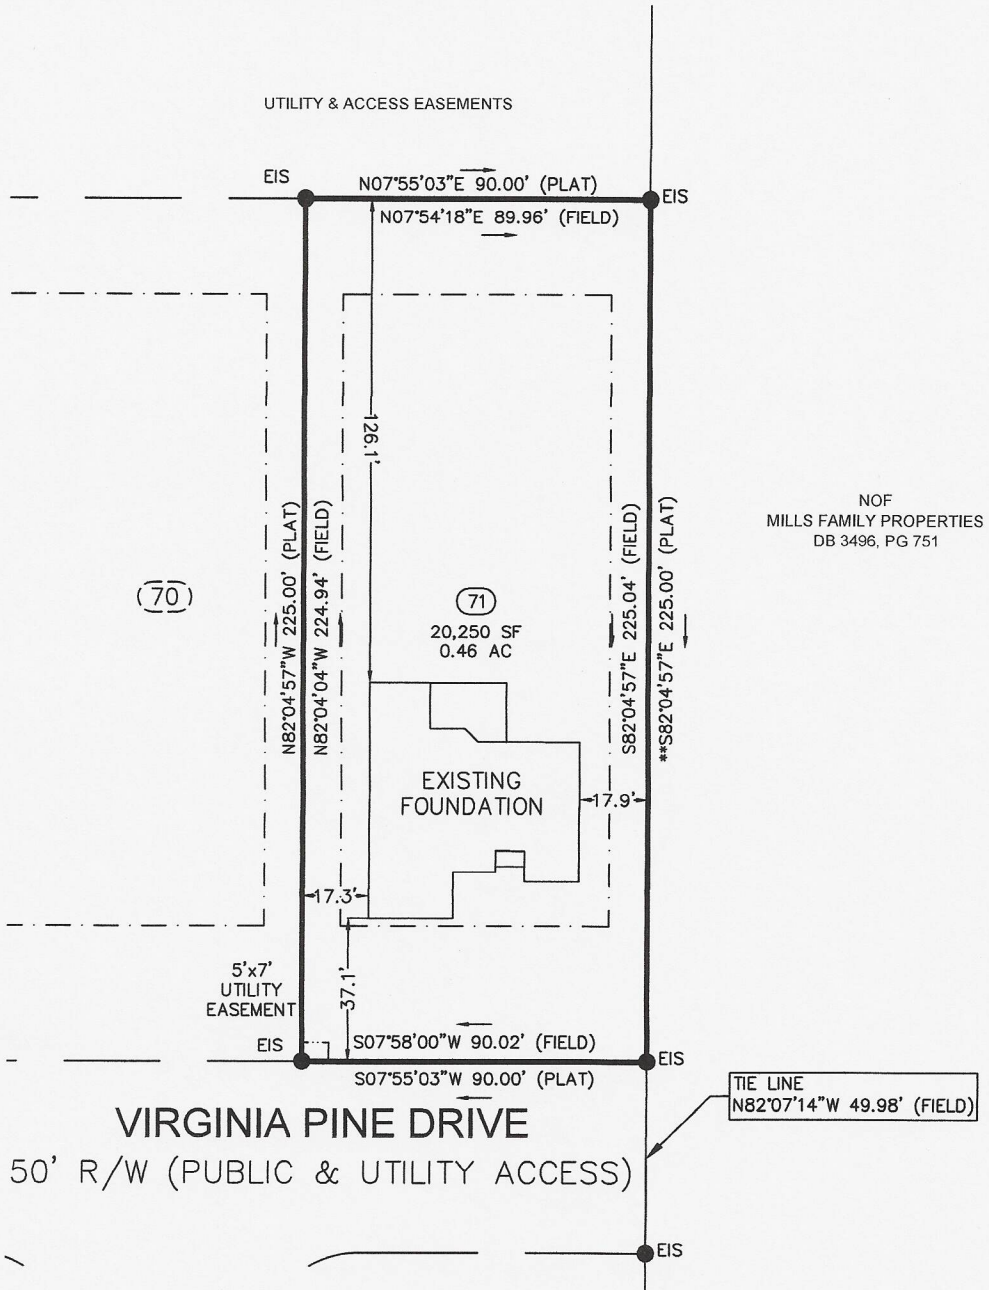 UTILITY & ACCESS EASEMENTS
EIS
N07°55'03"E 90.00' (PLAT)
EIS
N07°54'18"E 89.96' (FIELD)
126.1'
N82°04'57"W 225.00' (PLAT)
N82°04'04"W 224.94' (FIELD)
S82°04'57"E 225.04' (FIELD)
**S82°04'57"E 225.00' (PLAT)
NOF
MILLS FAMILY PROPERTIES
DB 3496, PG 751
70
71
20,250 SF
0.46 AC
EXISTING
FOUNDATION
17.9'
17.3'
37.1'
5'x7'
UTILITY
EASEMENT
EIS
S07°58'00"W 90.02' (FIELD)
EIS
S07°55'03"W 90.00' (PLAT)
TIE LINE
N82°07'14"W 49.98' (FIELD)
VIRGINIA PINE DRIVE
50' R/W (PUBLIC & UTILITY ACCESS)
EIS